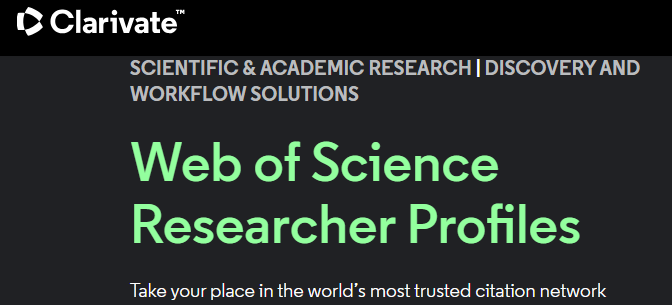 Clarivate™
SCIENTIFIC & ACADEMIC RESEARCH | DISCOVERY AND
WORKFLOW SOLUTIONS
Web of Science
Researcher Profiles
Take your place in the world's most trusted citation network